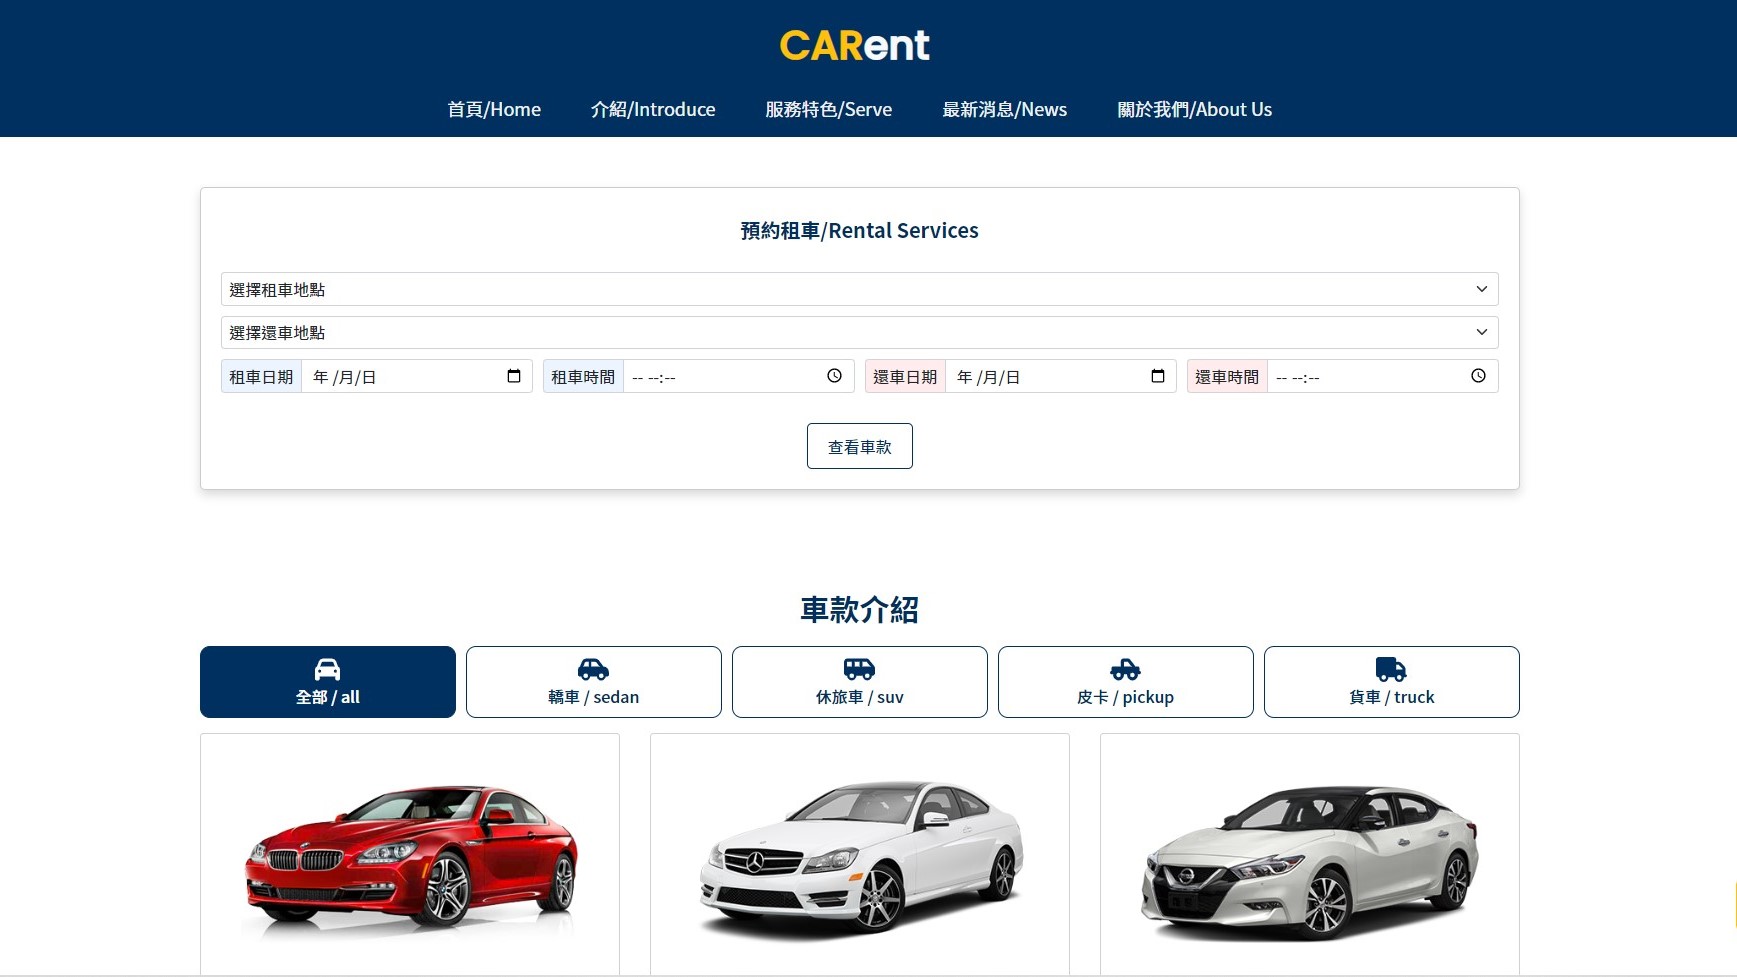 CARent
首頁/Home 介紹/Introduce 服務特色/Serve 最新消息/News 關於我們/About Us
預約租車/Rental Services
選擇租車地點
選擇還車地點
租車日期 年 /月/日 租車時間 -- --:-- 還車日期 年 /月/日 還車時間 -- --:--
查看車款
車款介紹
全部 / all 轎車 / sedan 休旅車 / suv 皮卡 / pickup 貨車 / truck